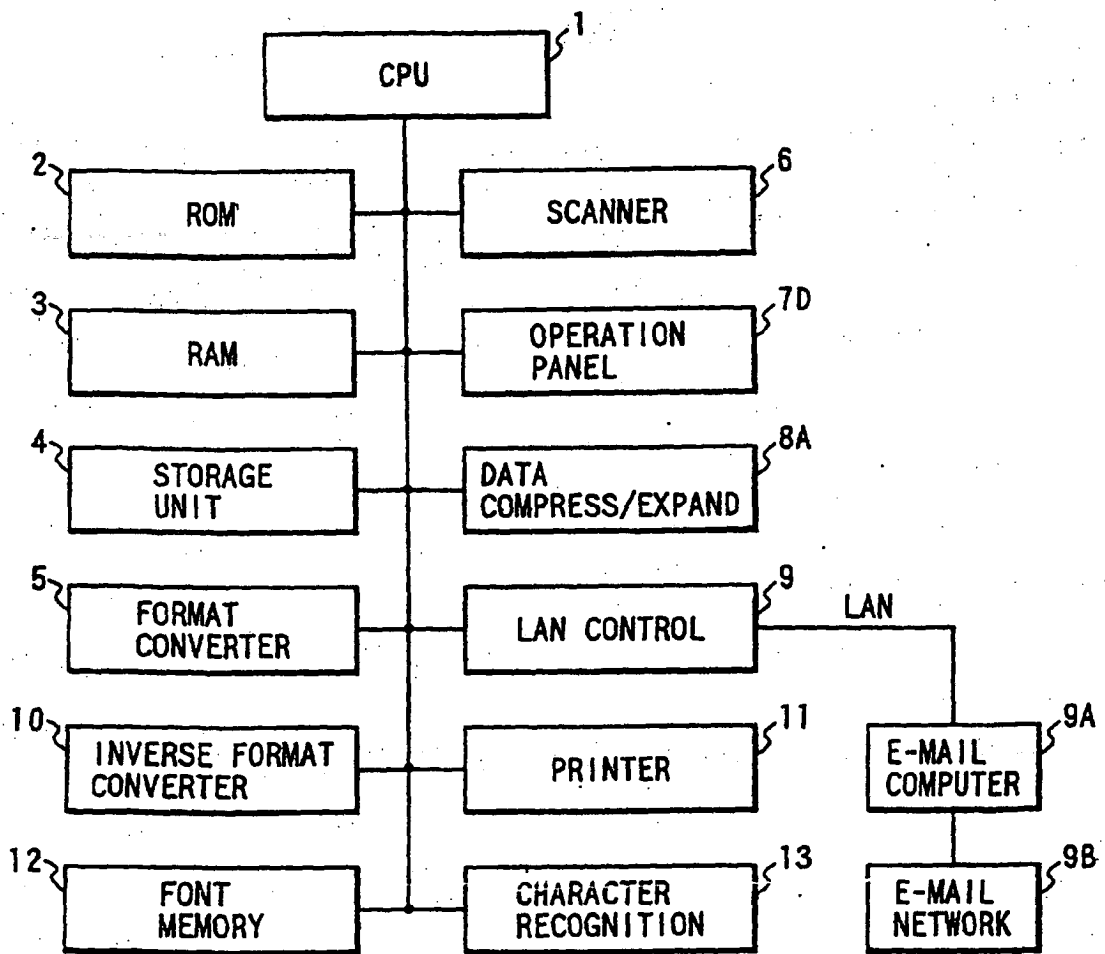 1
CPU
2
ROM
6
SCANNER
3
RAM
7D
OPERATION
PANEL
4
STORAGE
UNIT
8A
DATA
COMPRESS/EXPAND
5
FORMAT
CONVERTER
9
LAN CONTROL
LAN
10
INVERSE FORMAT
CONVERTER
11
PRINTER
9A
E-MAIL
COMPUTER
12
FONT
MEMORY
13
CHARACTER
RECOGNITION
9B
E-MAIL
NETWORK